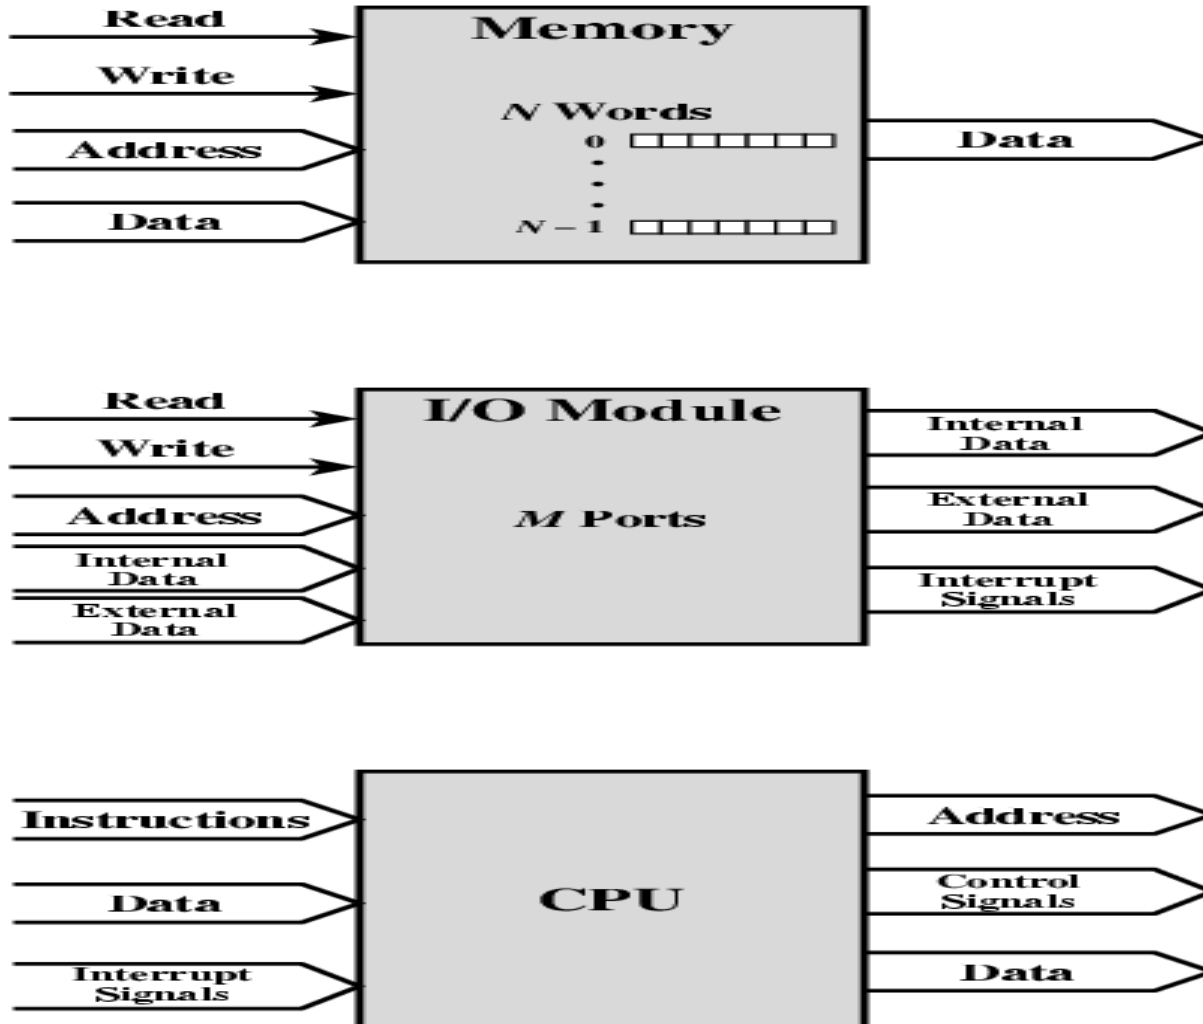 Read
Memory
Write
N Words
Address
0
Data
Data
N – 1
Read
I/O Module
Internal
Data
Write
Address
M Ports
External
Data
Internal
Data
Interrupt
Signals
External
Data
Instructions
Address
Data
CPU
Control
Signals
Interrupt
Signals
Data